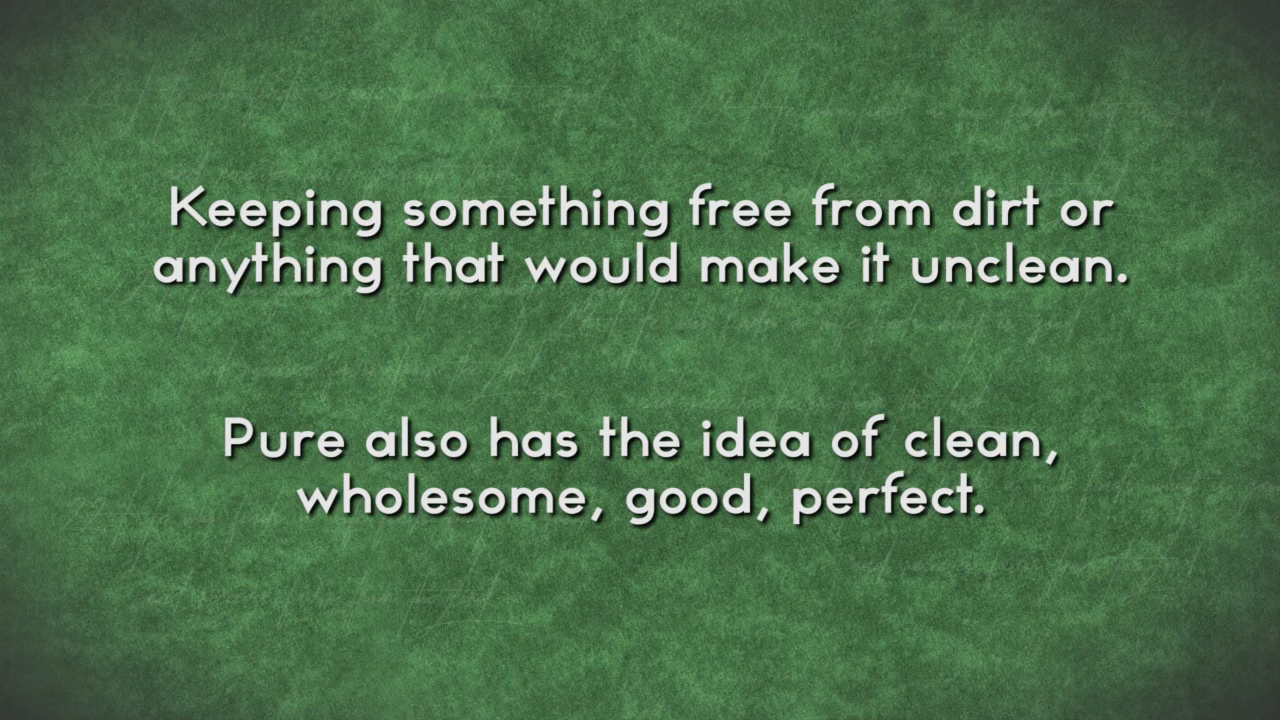 Keeping something free from dirt or
anything that would make it unclean.
Pure also has the idea of clean,
wholesome, good, perfect.